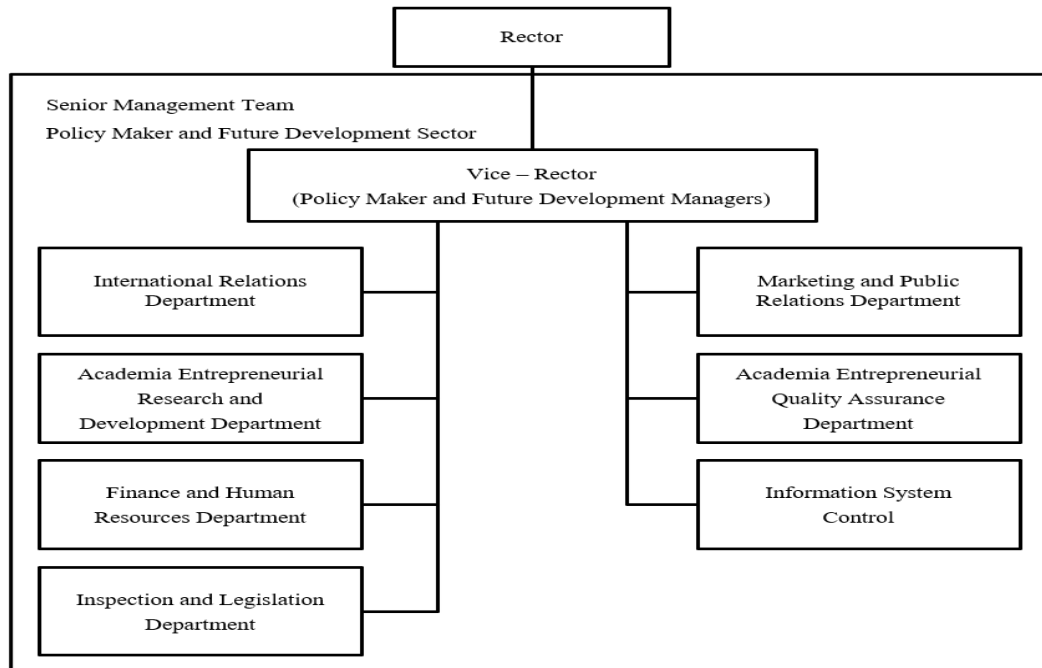 Rector
Senior Management Team
Policy Maker and Future Development Sector
Vice – Rector
(Policy Maker and Future Development Managers)
International Relations
Department
Marketing and Public
Relations Department
Academia Entrepreneurial
Research and
Development Department
Academia Entrepreneurial
Quality Assurance
Department
Finance and Human
Resources Department
Information System
Control
Inspection and Legislation
Department